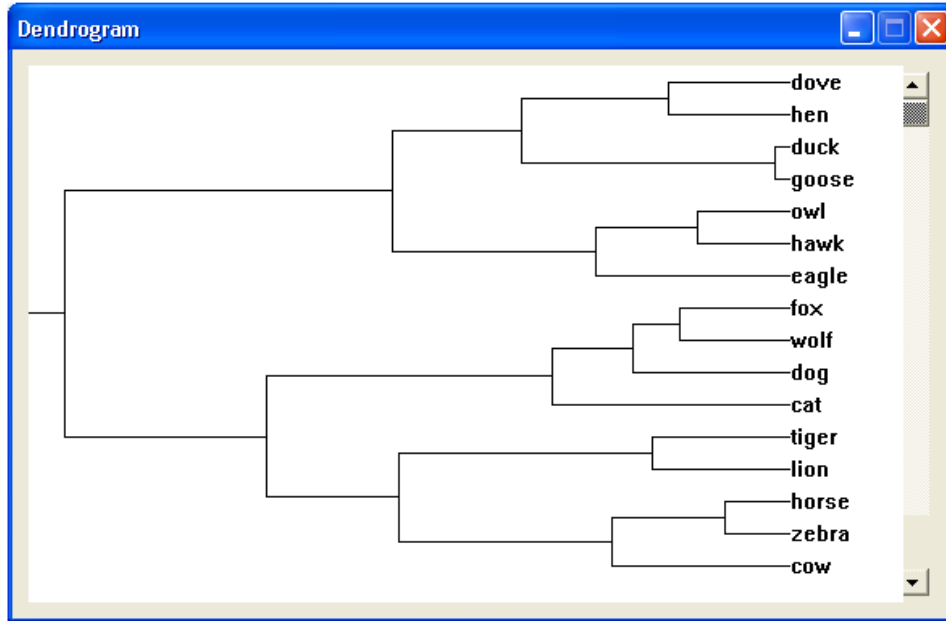 Dendrogram
dove
hen
duck
goose
owl
hawk
eagle
fox
wolf
dog
cat
tiger
lion
horse
zebra
cow